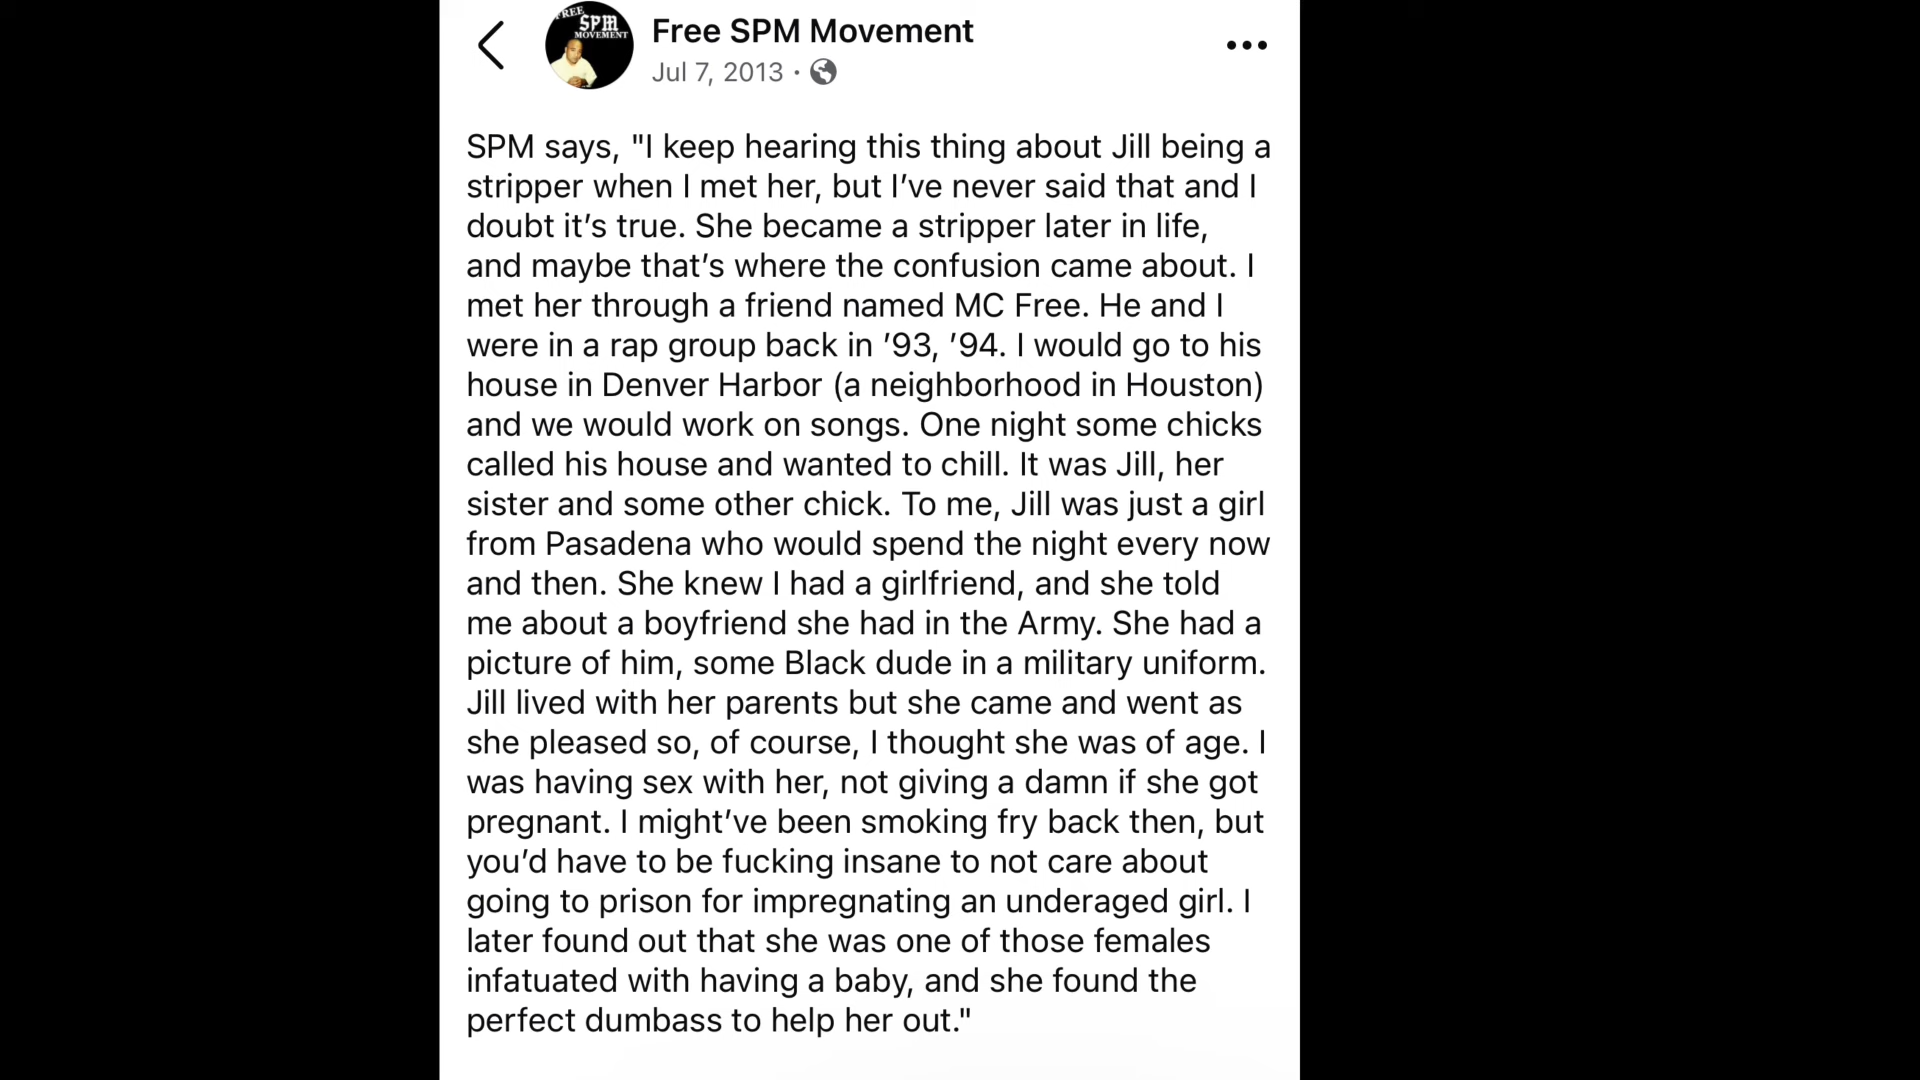 FREE
SPM
MOVEMENT
Free SPM Movement
Jul 7, 2013 ·
SPM says, "I keep hearing this thing about Jill being a
stripper when I met her, but I’ve never said that and I
doubt it’s true. She became a stripper later in life,
and maybe that’s where the confusion came about. I
met her through a friend named MC Free. He and I
were in a rap group back in ’93, ’94. I would go to his
house in Denver Harbor (a neighborhood in Houston)
and we would work on songs. One night some chicks
called his house and wanted to chill. It was Jill, her
sister and some other chick. To me, Jill was just a girl
from Pasadena who would spend the night every now
and then. She knew I had a girlfriend, and she told
me about a boyfriend she had in the Army. She had a
picture of him, some Black dude in a military uniform.
Jill lived with her parents but she came and went as
she pleased so, of course, I thought she was of age. I
was having sex with her, not giving a damn if she got
pregnant. I might’ve been smoking fry back then, but
you’d have to be fucking insane to not care about
going to prison for impregnating an underaged girl. I
later found out that she was one of those females
infatuated with having a baby, and she found the
perfect dumbass to help her out."